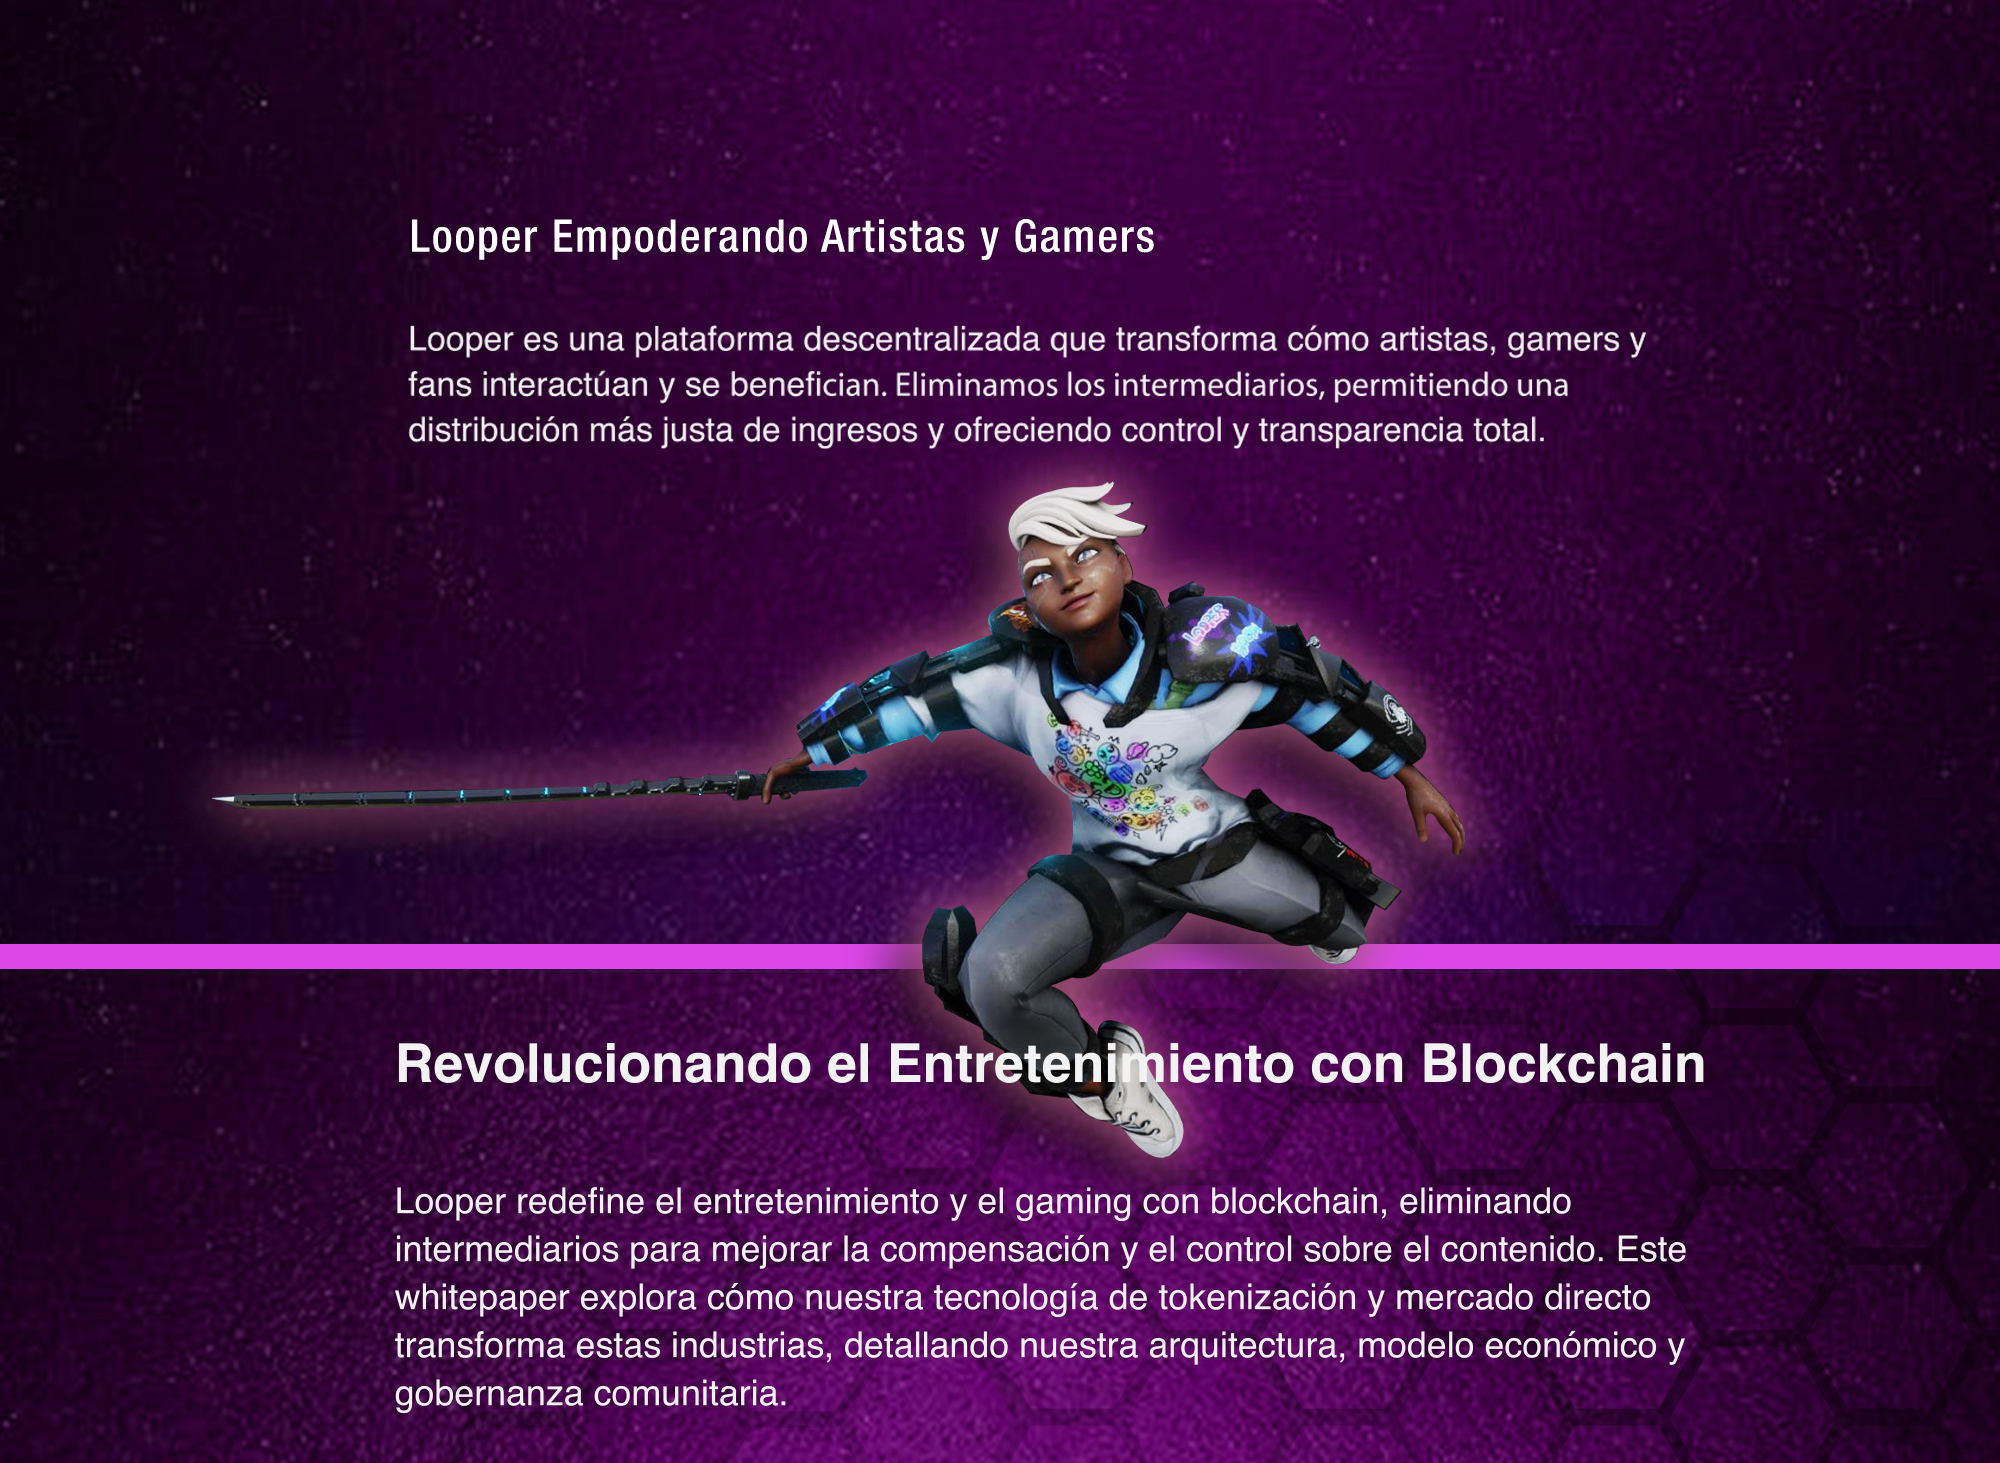 Looper Empoderando Artistas y Gamers
Looper es una plataforma descentralizada que transforma cómo artistas, gamers y
fans interactúan y se benefician. Eliminamos los intermediarios, permitiendo una
distribución más justa de ingresos y ofreciendo control y transparencia total.
LOOPER
BOOM
Revolucionando el Entretenimiento con Blockchain
Looper redefine el entretenimiento y el gaming con blockchain, eliminando
intermediarios para mejorar la compensación y el control sobre el contenido. Este
whitepaper explora cómo nuestra tecnología de tokenización y mercado directo
transforma estas industrias, detallando nuestra arquitectura, modelo económico y
gobernanza comunitaria.